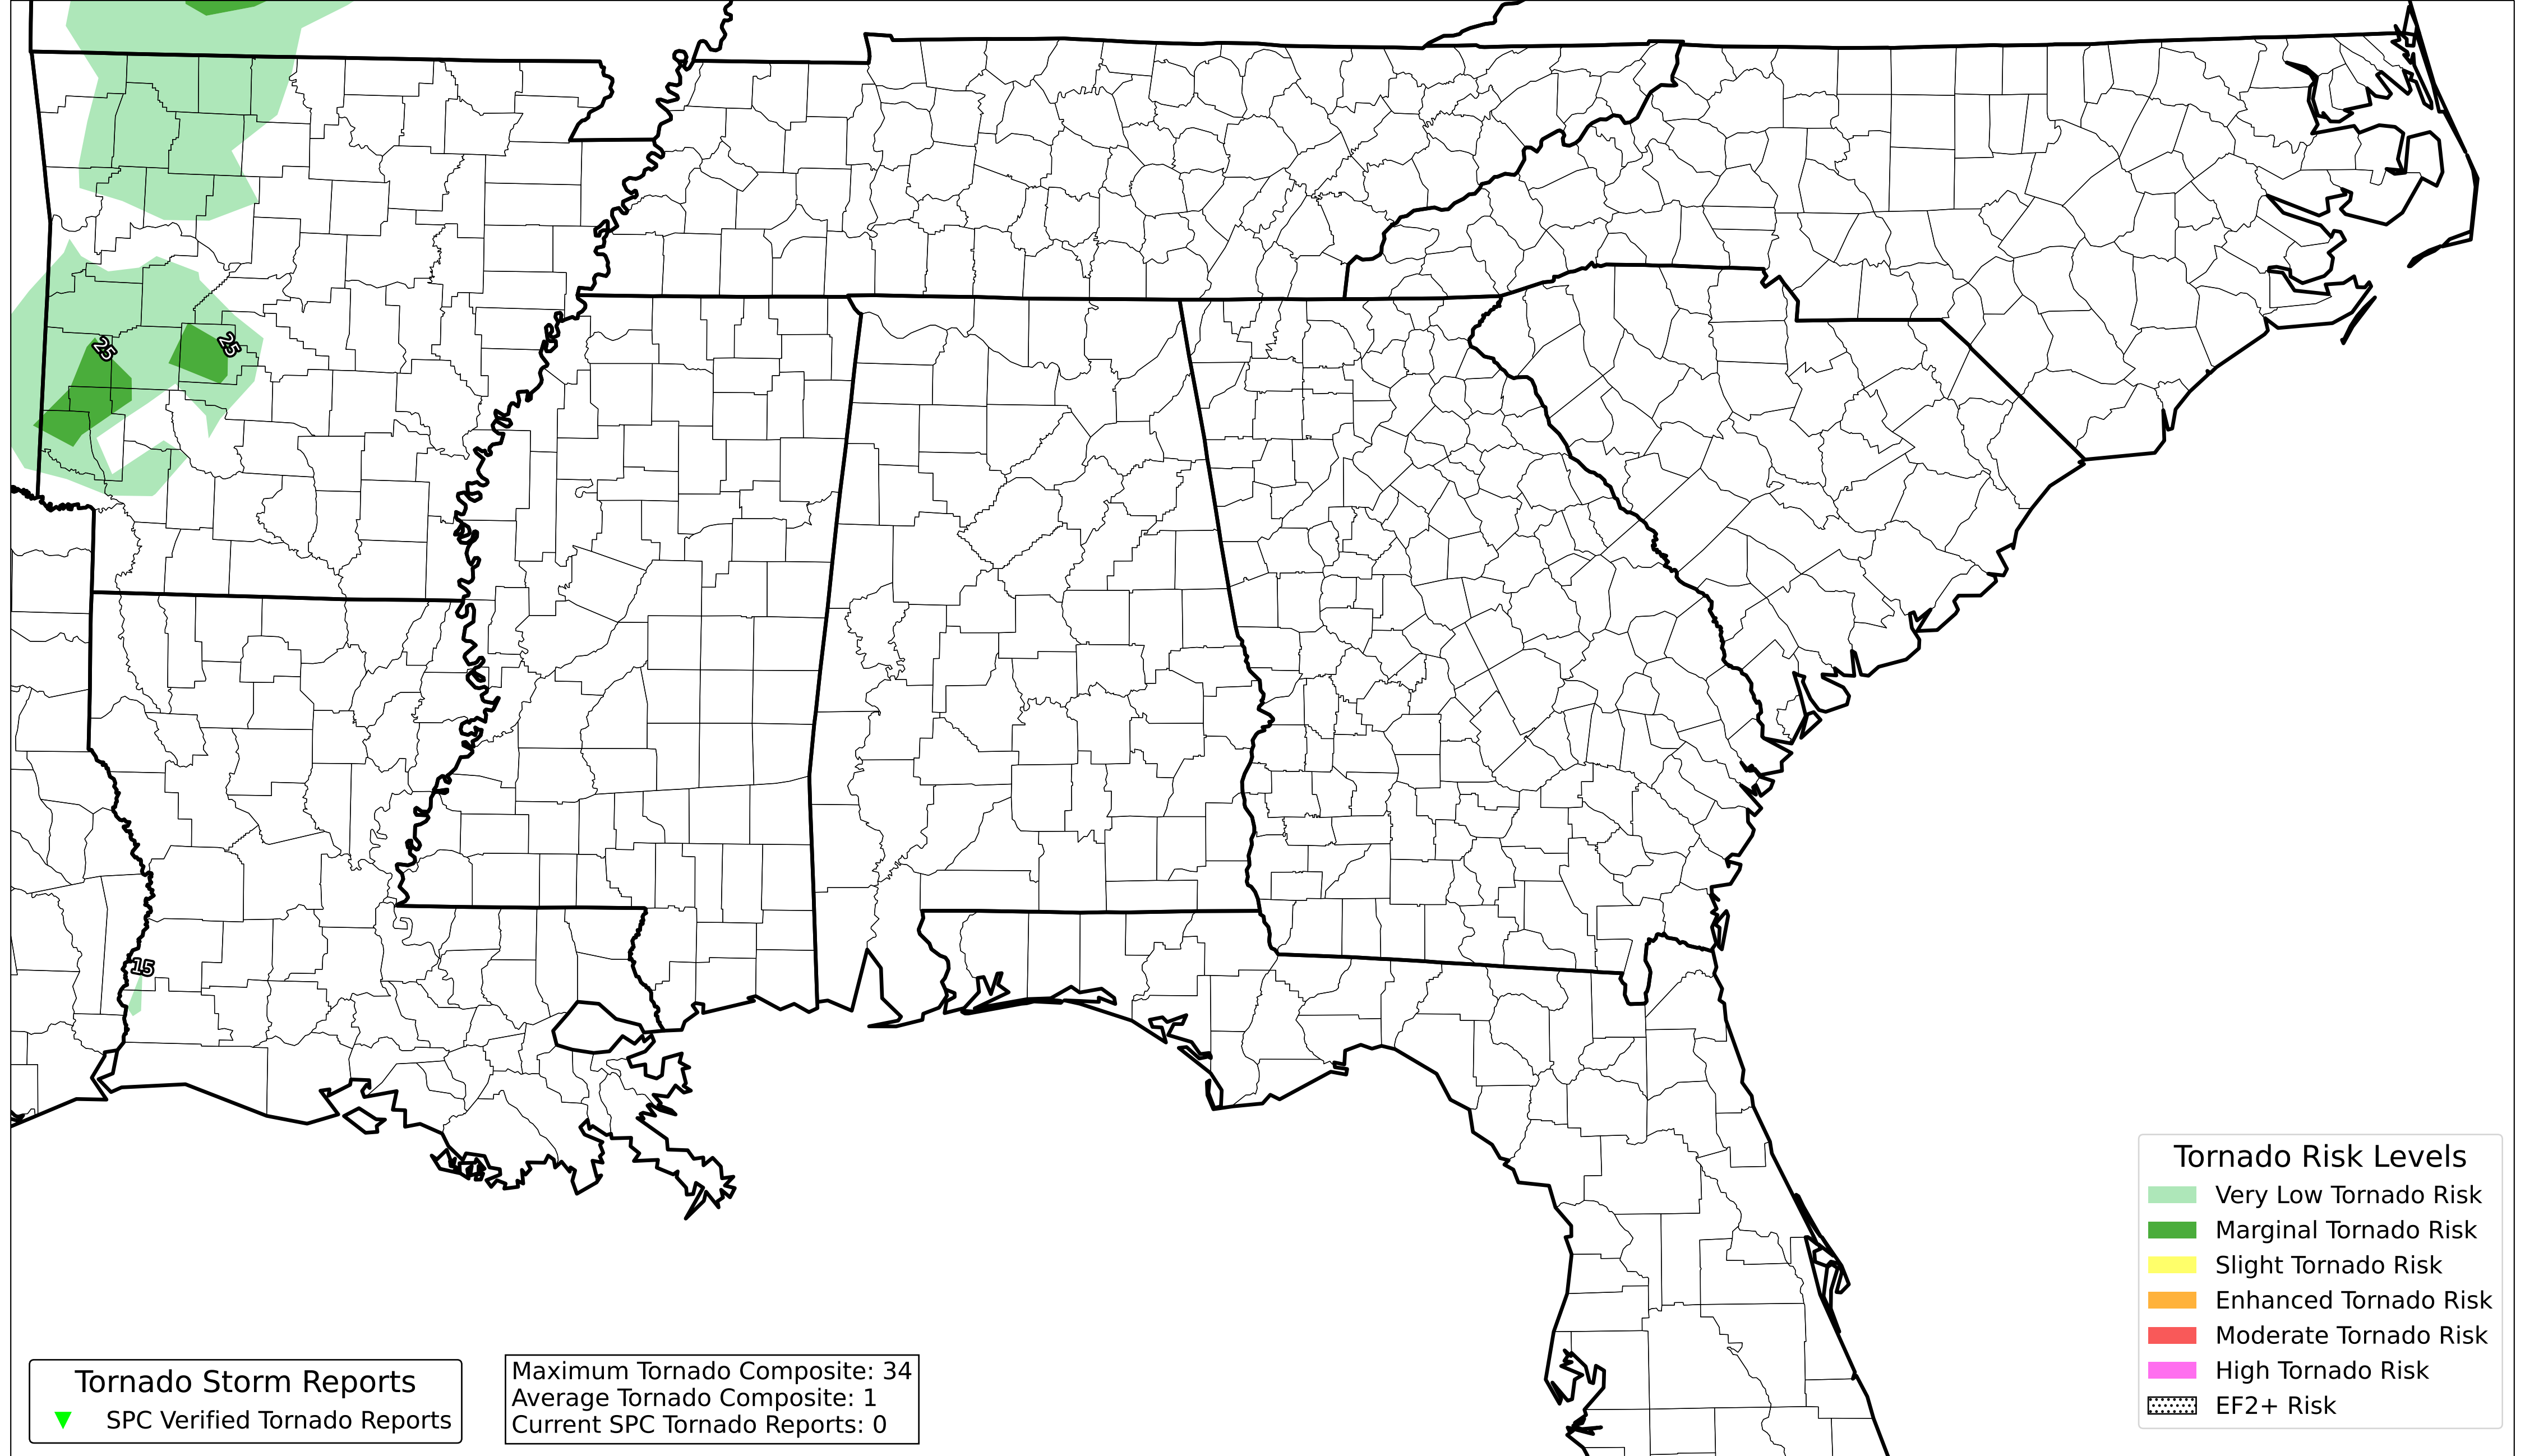 25
25
15
Tornado Risk Levels
Very Low Tornado Risk
Marginal Tornado Risk
Slight Tornado Risk
Enhanced Tornado Risk
Moderate Tornado Risk
High Tornado Risk
EF2+ Risk
Tornado Storm Reports
SPC Verified Tornado Reports
Maximum Tornado Composite: 34
Average Tornado Composite: 1
Current SPC Tornado Reports: 0